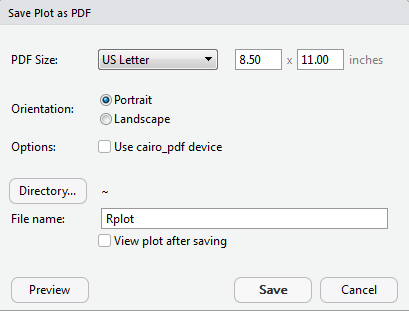 Save Plot as PDF
PDF Size: US Letter 8.50 x 11.00 inches
Orientation: Portrait
Landscape
Options: Use cairo_pdf device
Directory... ~
File name: Rplot
View plot after saving
Preview Save Cancel